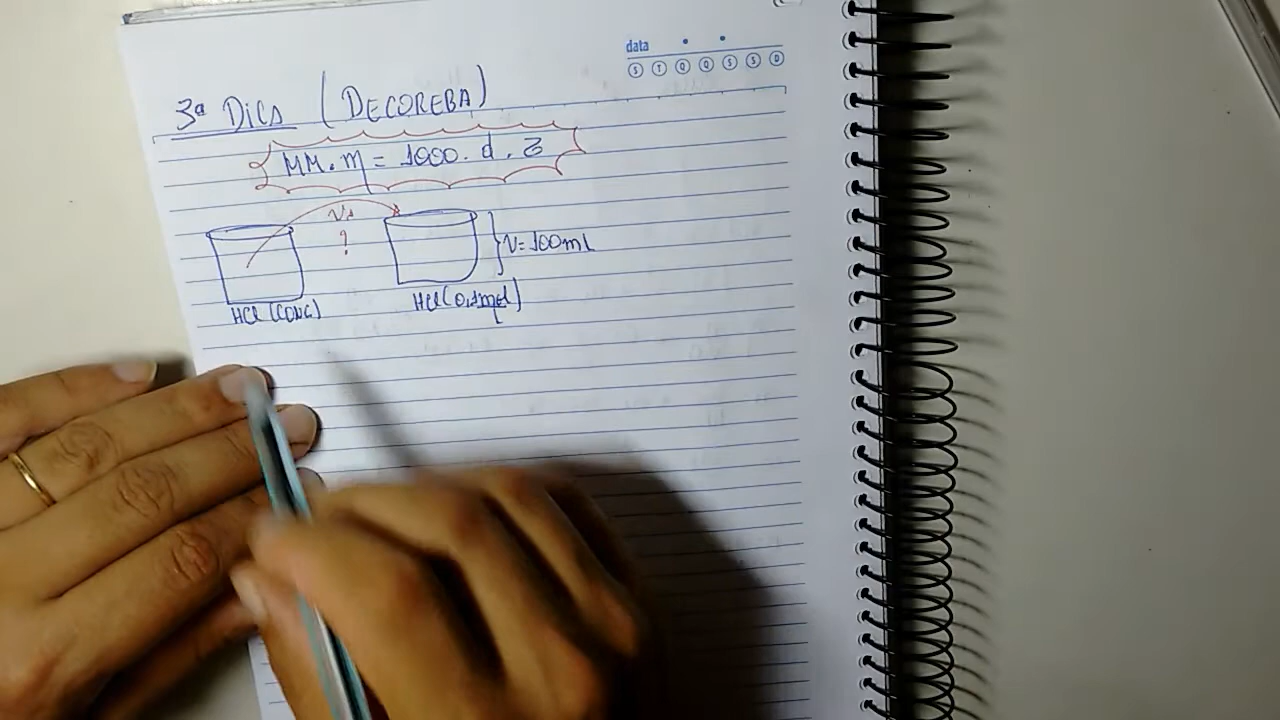 data
S T Q Q S S D
3ª DiCA (DECOREBA)
MM.ɱ = 1000.d.Z
V₁
?
V=100mL
HCl (CONC)
HCl (0,1mol)